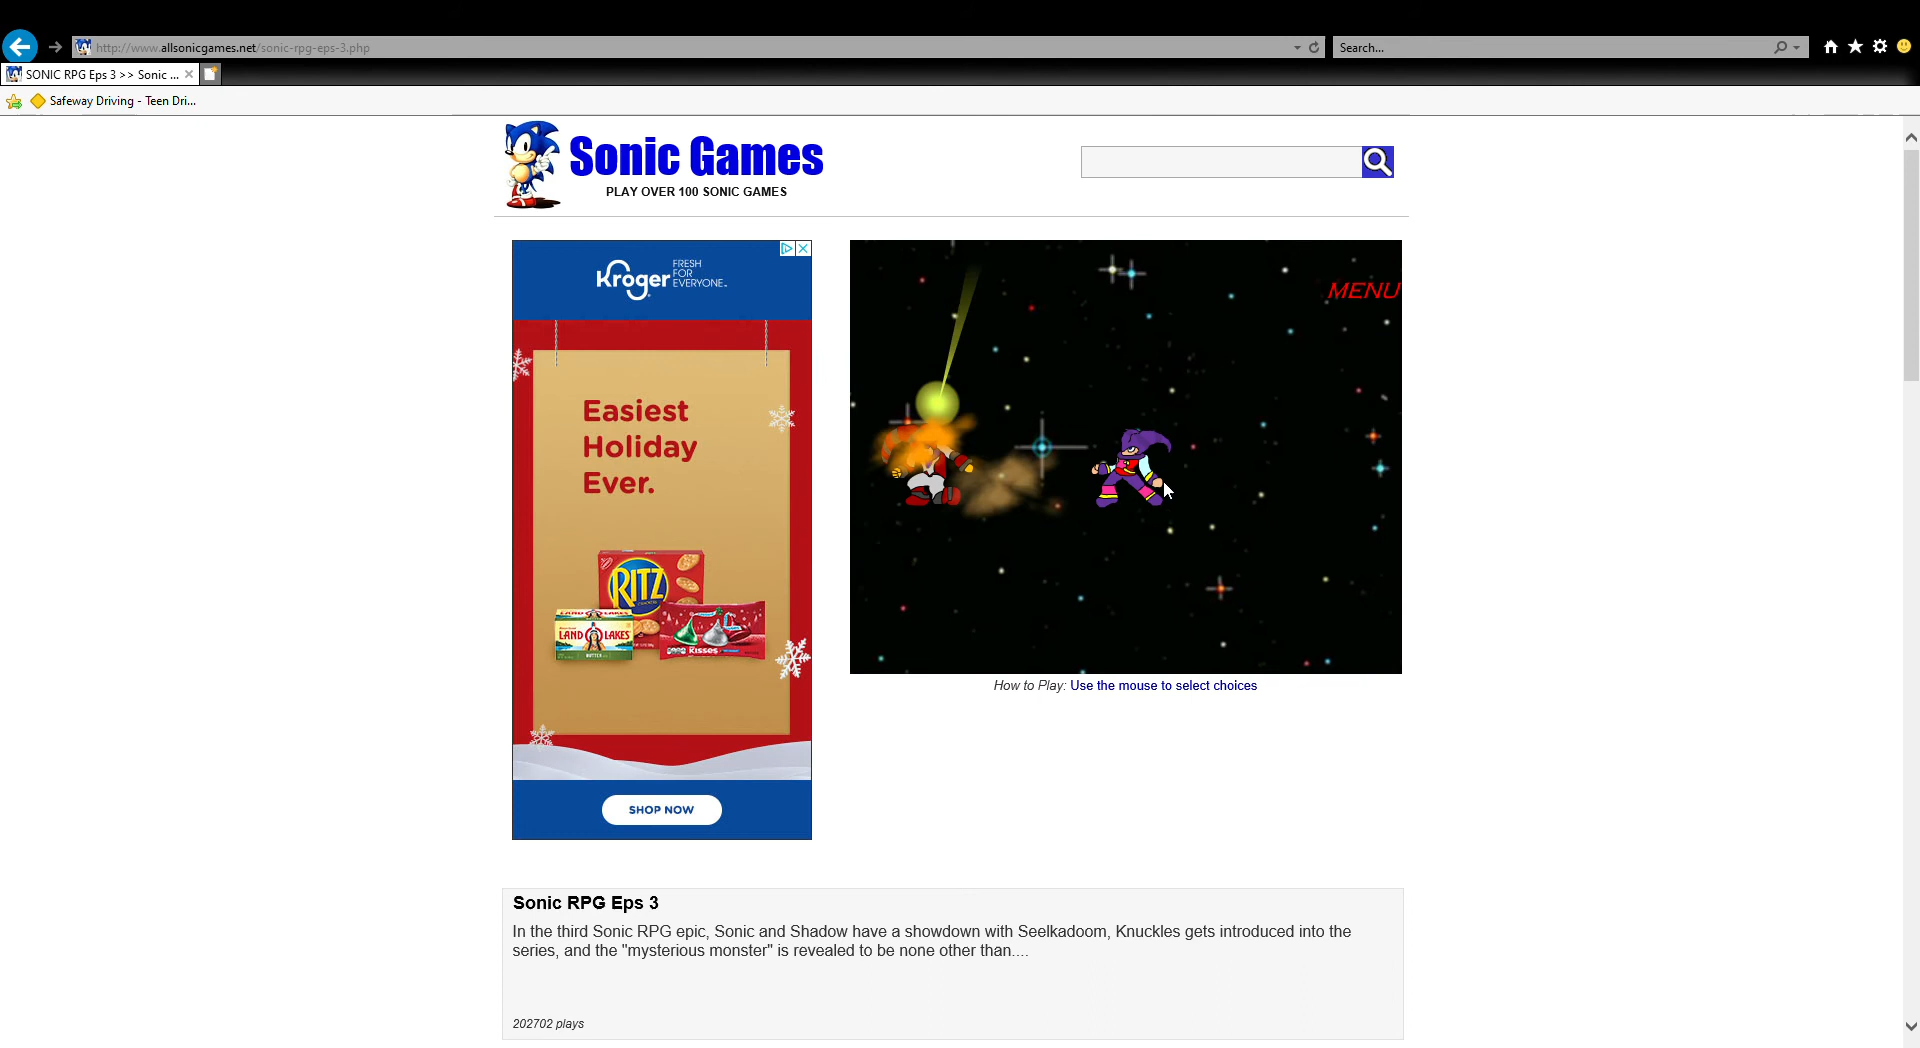 http://www.allsonicgames.net/sonic-rpg-eps-3.php
Search...
SONIC RPG Eps 3 >> Sonic ...
Safeway Driving - Teen Dri...
Sonic Games
PLAY OVER 100 SONIC GAMES
Kroger
FRESH
FOR
EVERYONE™
Easiest
Holiday
Ever.
RITZ
LAND O LAKES
LAND O LAKES
BUTTER
Kisses
SHOP NOW
MENU
How to Play: Use the mouse to select choices
Sonic RPG Eps 3
In the third Sonic RPG epic, Sonic and Shadow have a showdown with Seelkadoom, Knuckles gets introduced into the
series, and the "mysterious monster" is revealed to be none other than....
202702 plays